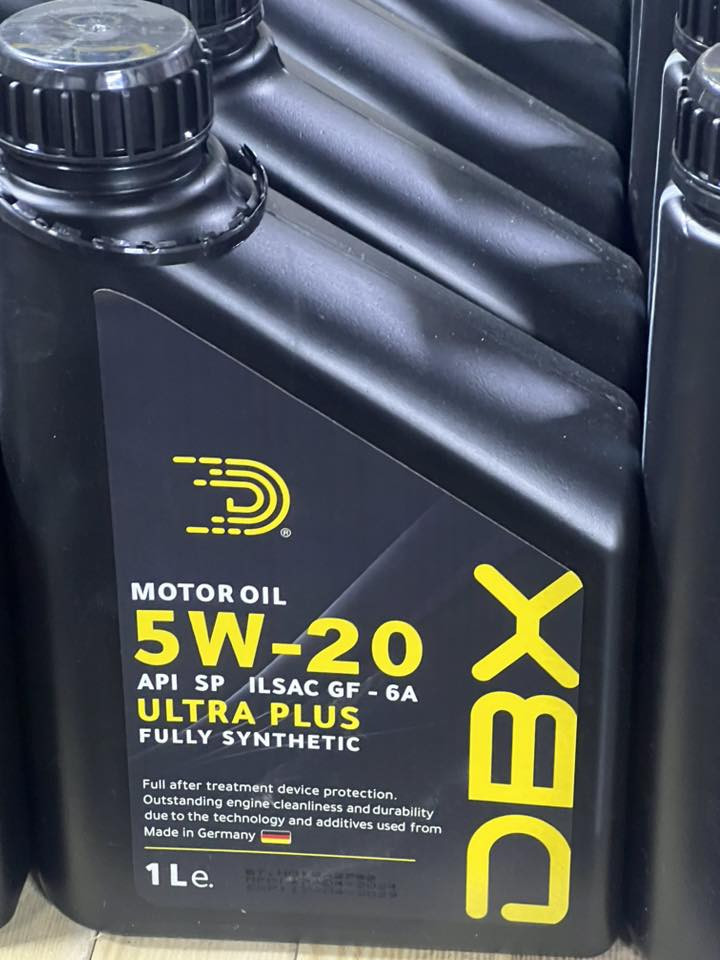 MOTOR OIL
5W-20
API SP ILSAC GF - 6A
ULTRA PLUS
FULLY SYNTHETIC
Full after treatment device protection.
Outstanding engine cleanliness and durability
due to the technology and additives used from
Made in Germany
1 L e.
DBX
®